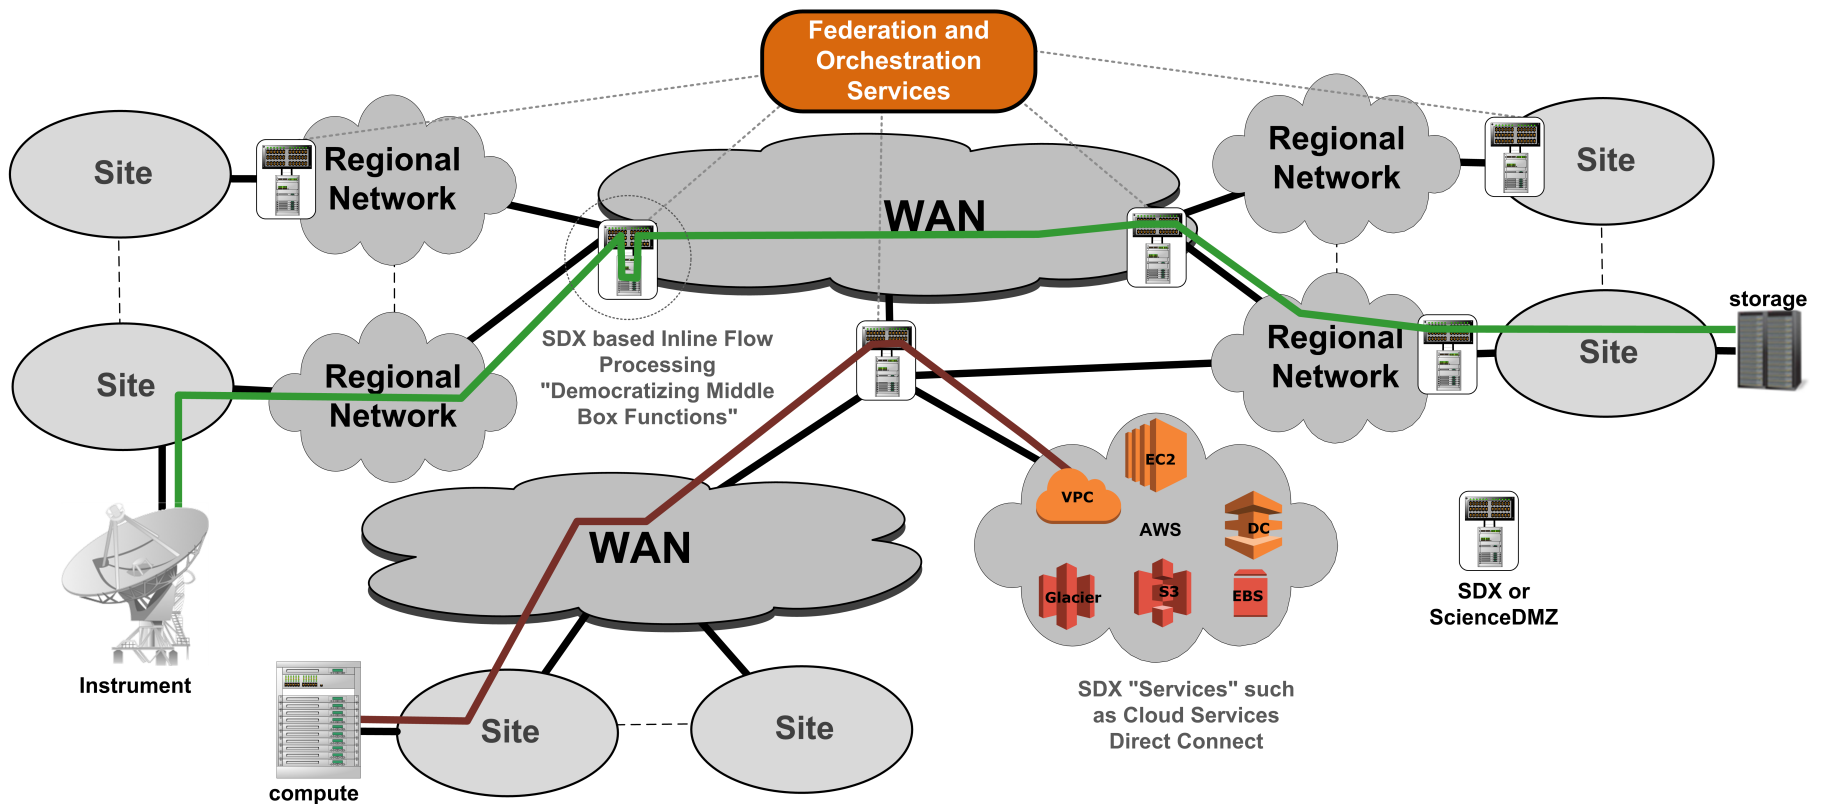 Federation and
Orchestration
Services
Site
Regional
Network
WAN
Regional
Network
Site
Site
Regional
Network
SDX based Inline Flow
Processing
"Democratizing Middle
Box Functions"
Regional
Network
Site
storage
Instrument
WAN
VPC
EC2
AWS
DC
Glacier
S3
EBS
SDX or
ScienceDMZ
SDX "Services" such
as Cloud Services
Direct Connect
compute
Site
Site